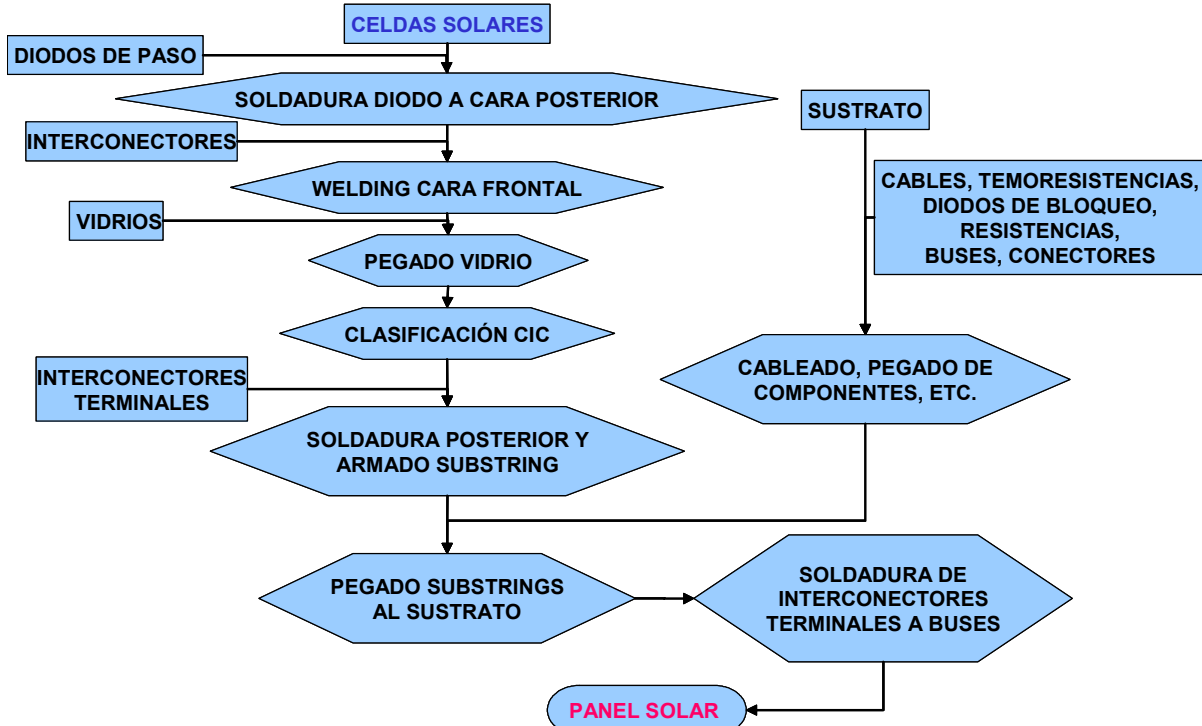 CELDAS SOLARES
DIODOS DE PASO
SOLDADURA DIODO A CARA POSTERIOR
SUSTRATO
INTERCONECTORES
CABLES, TEMORESISTENCIAS,
DIODOS DE BLOQUEO,
RESISTENCIAS,
BUSES, CONECTORES
WELDING CARA FRONTAL
VIDRIOS
PEGADO VIDRIO
CLASIFICACIÓN CIC
INTERCONECTORES
TERMINALES
CABLEADO, PEGADO DE
COMPONENTES, ETC.
SOLDADURA POSTERIOR Y
ARMADO SUBSTRING
PEGADO SUBSTRINGS
AL SUSTRATO
SOLDADURA DE
INTERCONECTORES
TERMINALES A BUSES
PANEL SOLAR